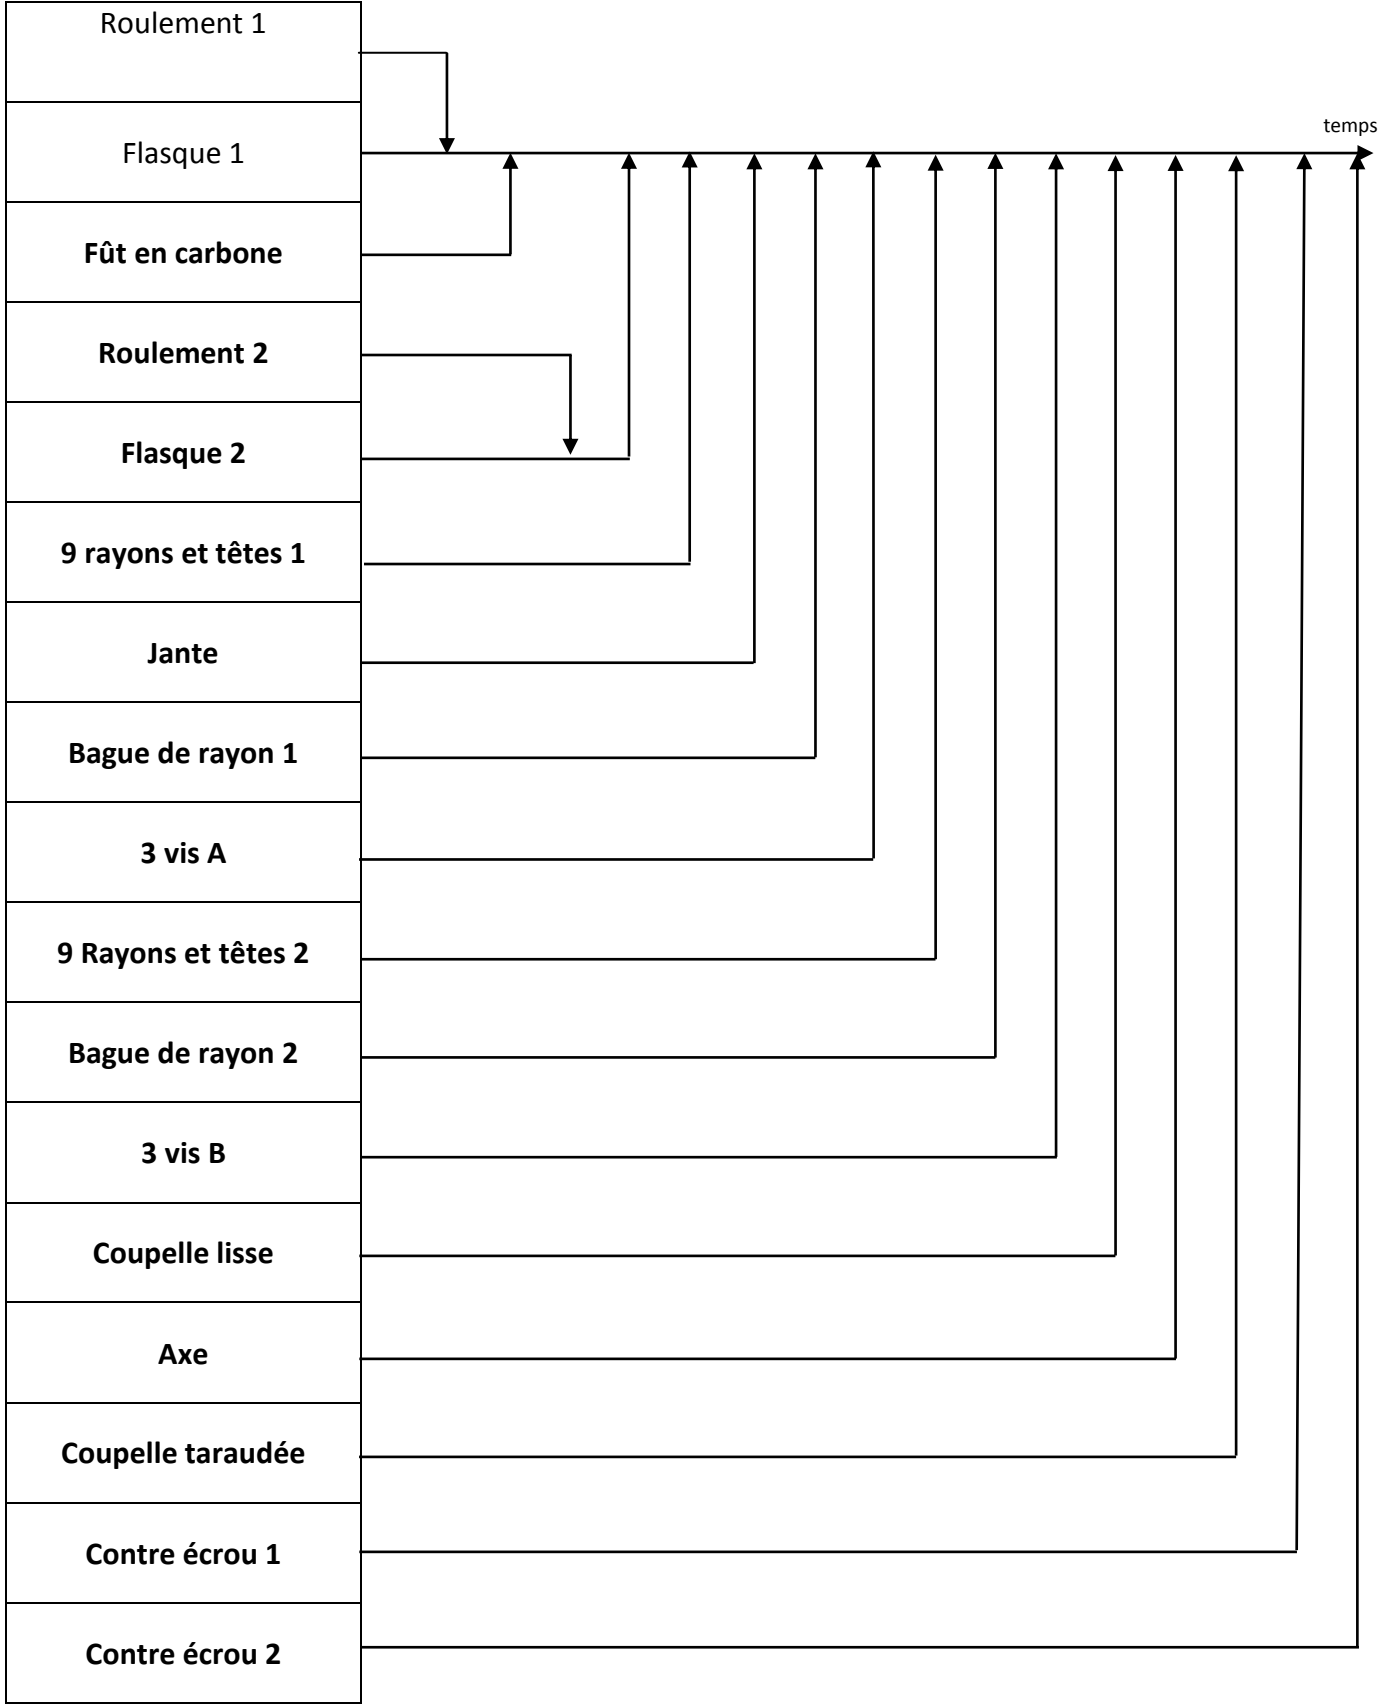 Roulement 1
temps
Flasque 1
Fût en carbone
Roulement 2
Flasque 2
9 rayons et têtes 1
Jante
Bague de rayon 1
3 vis A
9 Rayons et têtes 2
Bague de rayon 2
3 vis B
Coupelle lisse
Axe
Coupelle taraudée
Contre écrou 1
Contre écrou 2